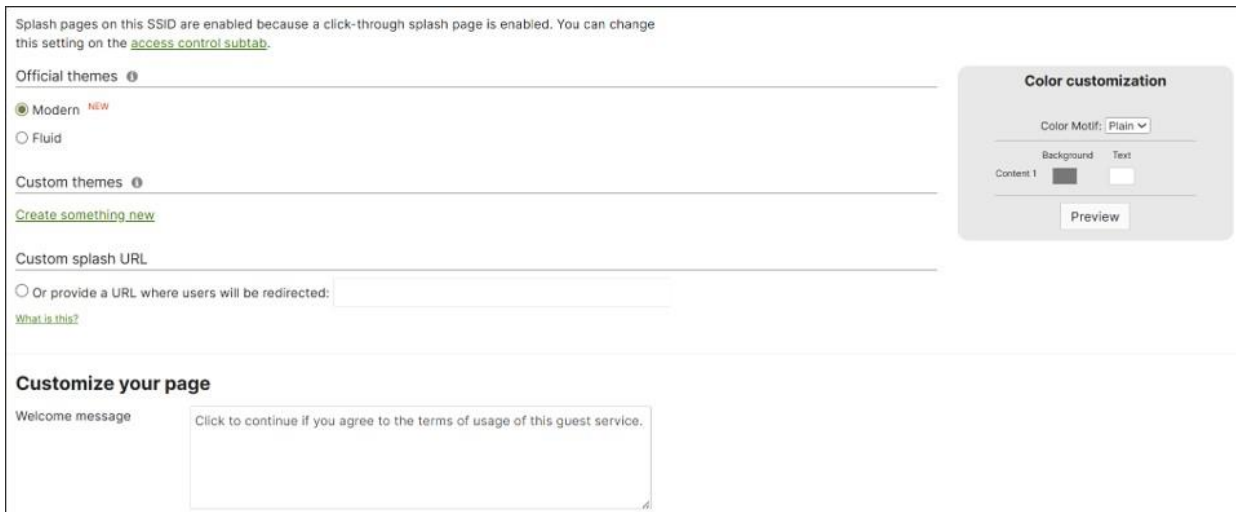 Splash pages on this SSID are enabled because a click-through splash page is enabled. You can change
this setting on the access control subtab.
Official themes
Modern NEW
Fluid
Custom themes
Create something new
Custom splash URL
Or provide a URL where users will be redirected:
What is this?
Color customization
Color Motif: Plain
Background Text
Content 1
Preview
Customize your page
Welcome message
Click to continue if you agree to the terms of usage of this guest service.